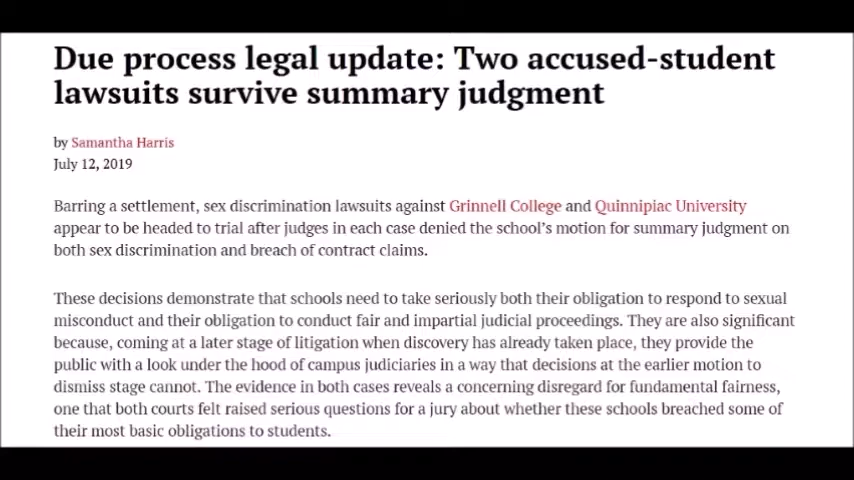 Due process legal update: Two accused-student
lawsuits survive summary judgment
by Samantha Harris
July 12, 2019
Barring a settlement, sex discrimination lawsuits against Grinnell College and Quinnipiac University
appear to be headed to trial after judges in each case denied the school's motion for summary judgment on
both sex discrimination and breach of contract claims.
These decisions demonstrate that schools need to take seriously both their obligation to respond to sexual
misconduct and their obligation to conduct fair and impartial judicial proceedings. They are also significant
because, coming at a later stage of litigation when discovery has already taken place, they provide the
public with a look under the hood of campus judiciaries in a way that decisions at the earlier motion to
dismiss stage cannot. The evidence in both cases reveals a concerning disregard for fundamental fairness,
one that both courts felt raised serious questions for a jury about whether these schools breached some of
their most basic obligations to students.